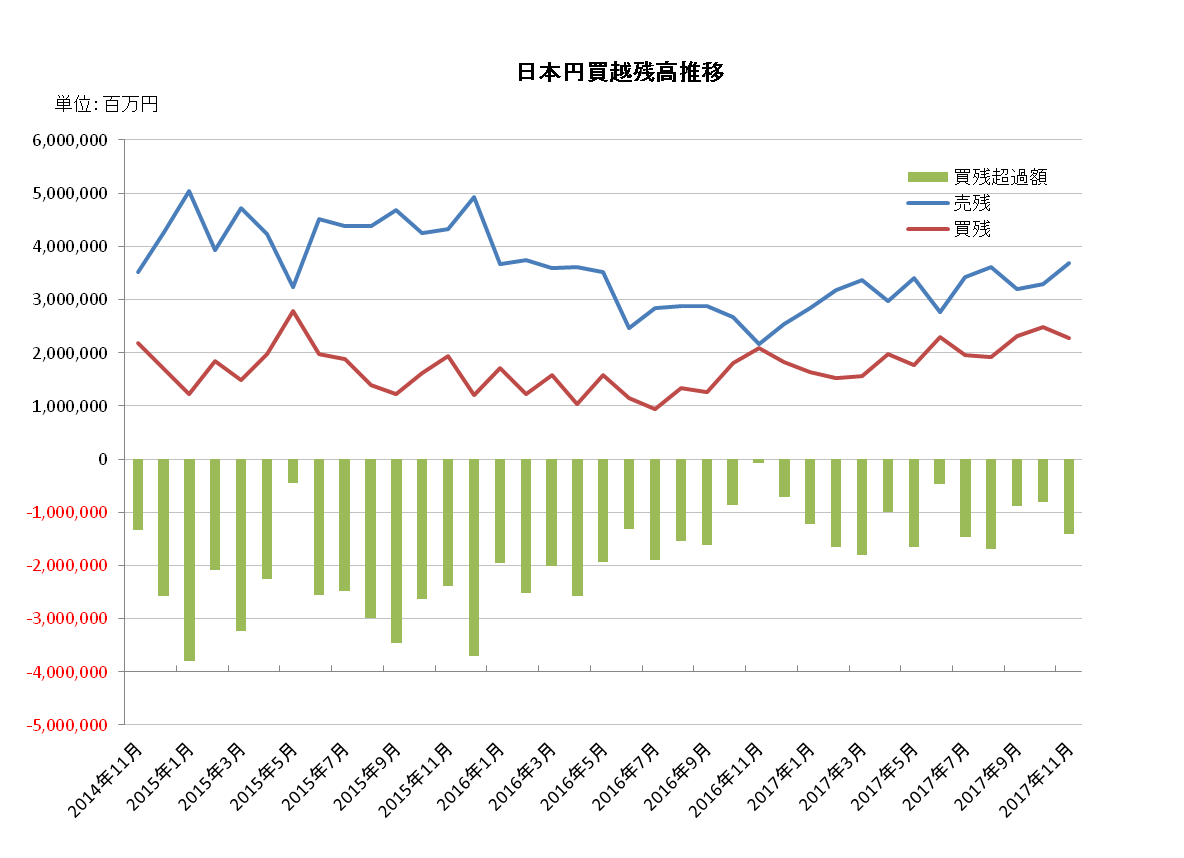 日本円買越残高推移
単位: 百万円
6,000,000
5,000,000
4,000,000
3,000,000
2,000,000
1,000,000
0
-1,000,000
-2,000,000
-3,000,000
-4,000,000
-5,000,000
買残超過額
売残
買残
2014年11月
2015年1月
2015年3月
2015年5月
2015年7月
2015年9月
2015年11月
2016年1月
2016年3月
2016年5月
2016年7月
2016年9月
2016年11月
2017年1月
2017年3月
2017年5月
2017年7月
2017年9月
2017年11月